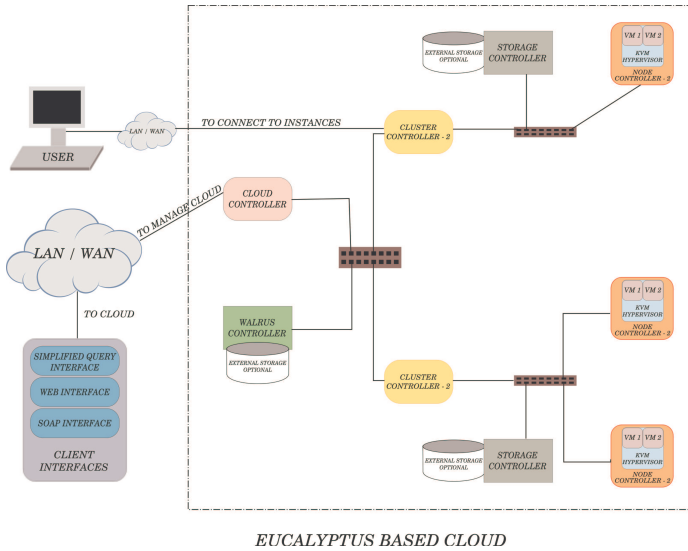 EXTERNAL STORAGE
OPTIONAL
STORAGE
CONTROLLER
VM 1
VM 2
KVM
HYPERVISOR
NODE
CONTROLLER - 2
LAN / WAN
USER
TO CONNECT TO INSTANCES
CLUSTER
CONTROLLER - 2
TO MANAGE CLOUD
CLOUD
CONTROLLER
LAN / WAN
TO CLOUD
WALRUS
CONTROLLER
EXTERNAL STORAGE
OPTIONAL
VM 1
VM 2
KVM
HYPERVISOR
NODE
CONTROLLER - 2
SIMPLIFIED QUERY
INTERFACE
WEB INTERFACE
SOAP INTERFACE
CLIENT
INTERFACES
CLUSTER
CONTROLLER - 2
EXTERNAL STORAGE
OPTIONAL
STORAGE
CONTROLLER
VM 1
VM 2
KVM
HYPERVISOR
NODE
CONTROLLER - 2
EUCALYPTUS BASED CLOUD